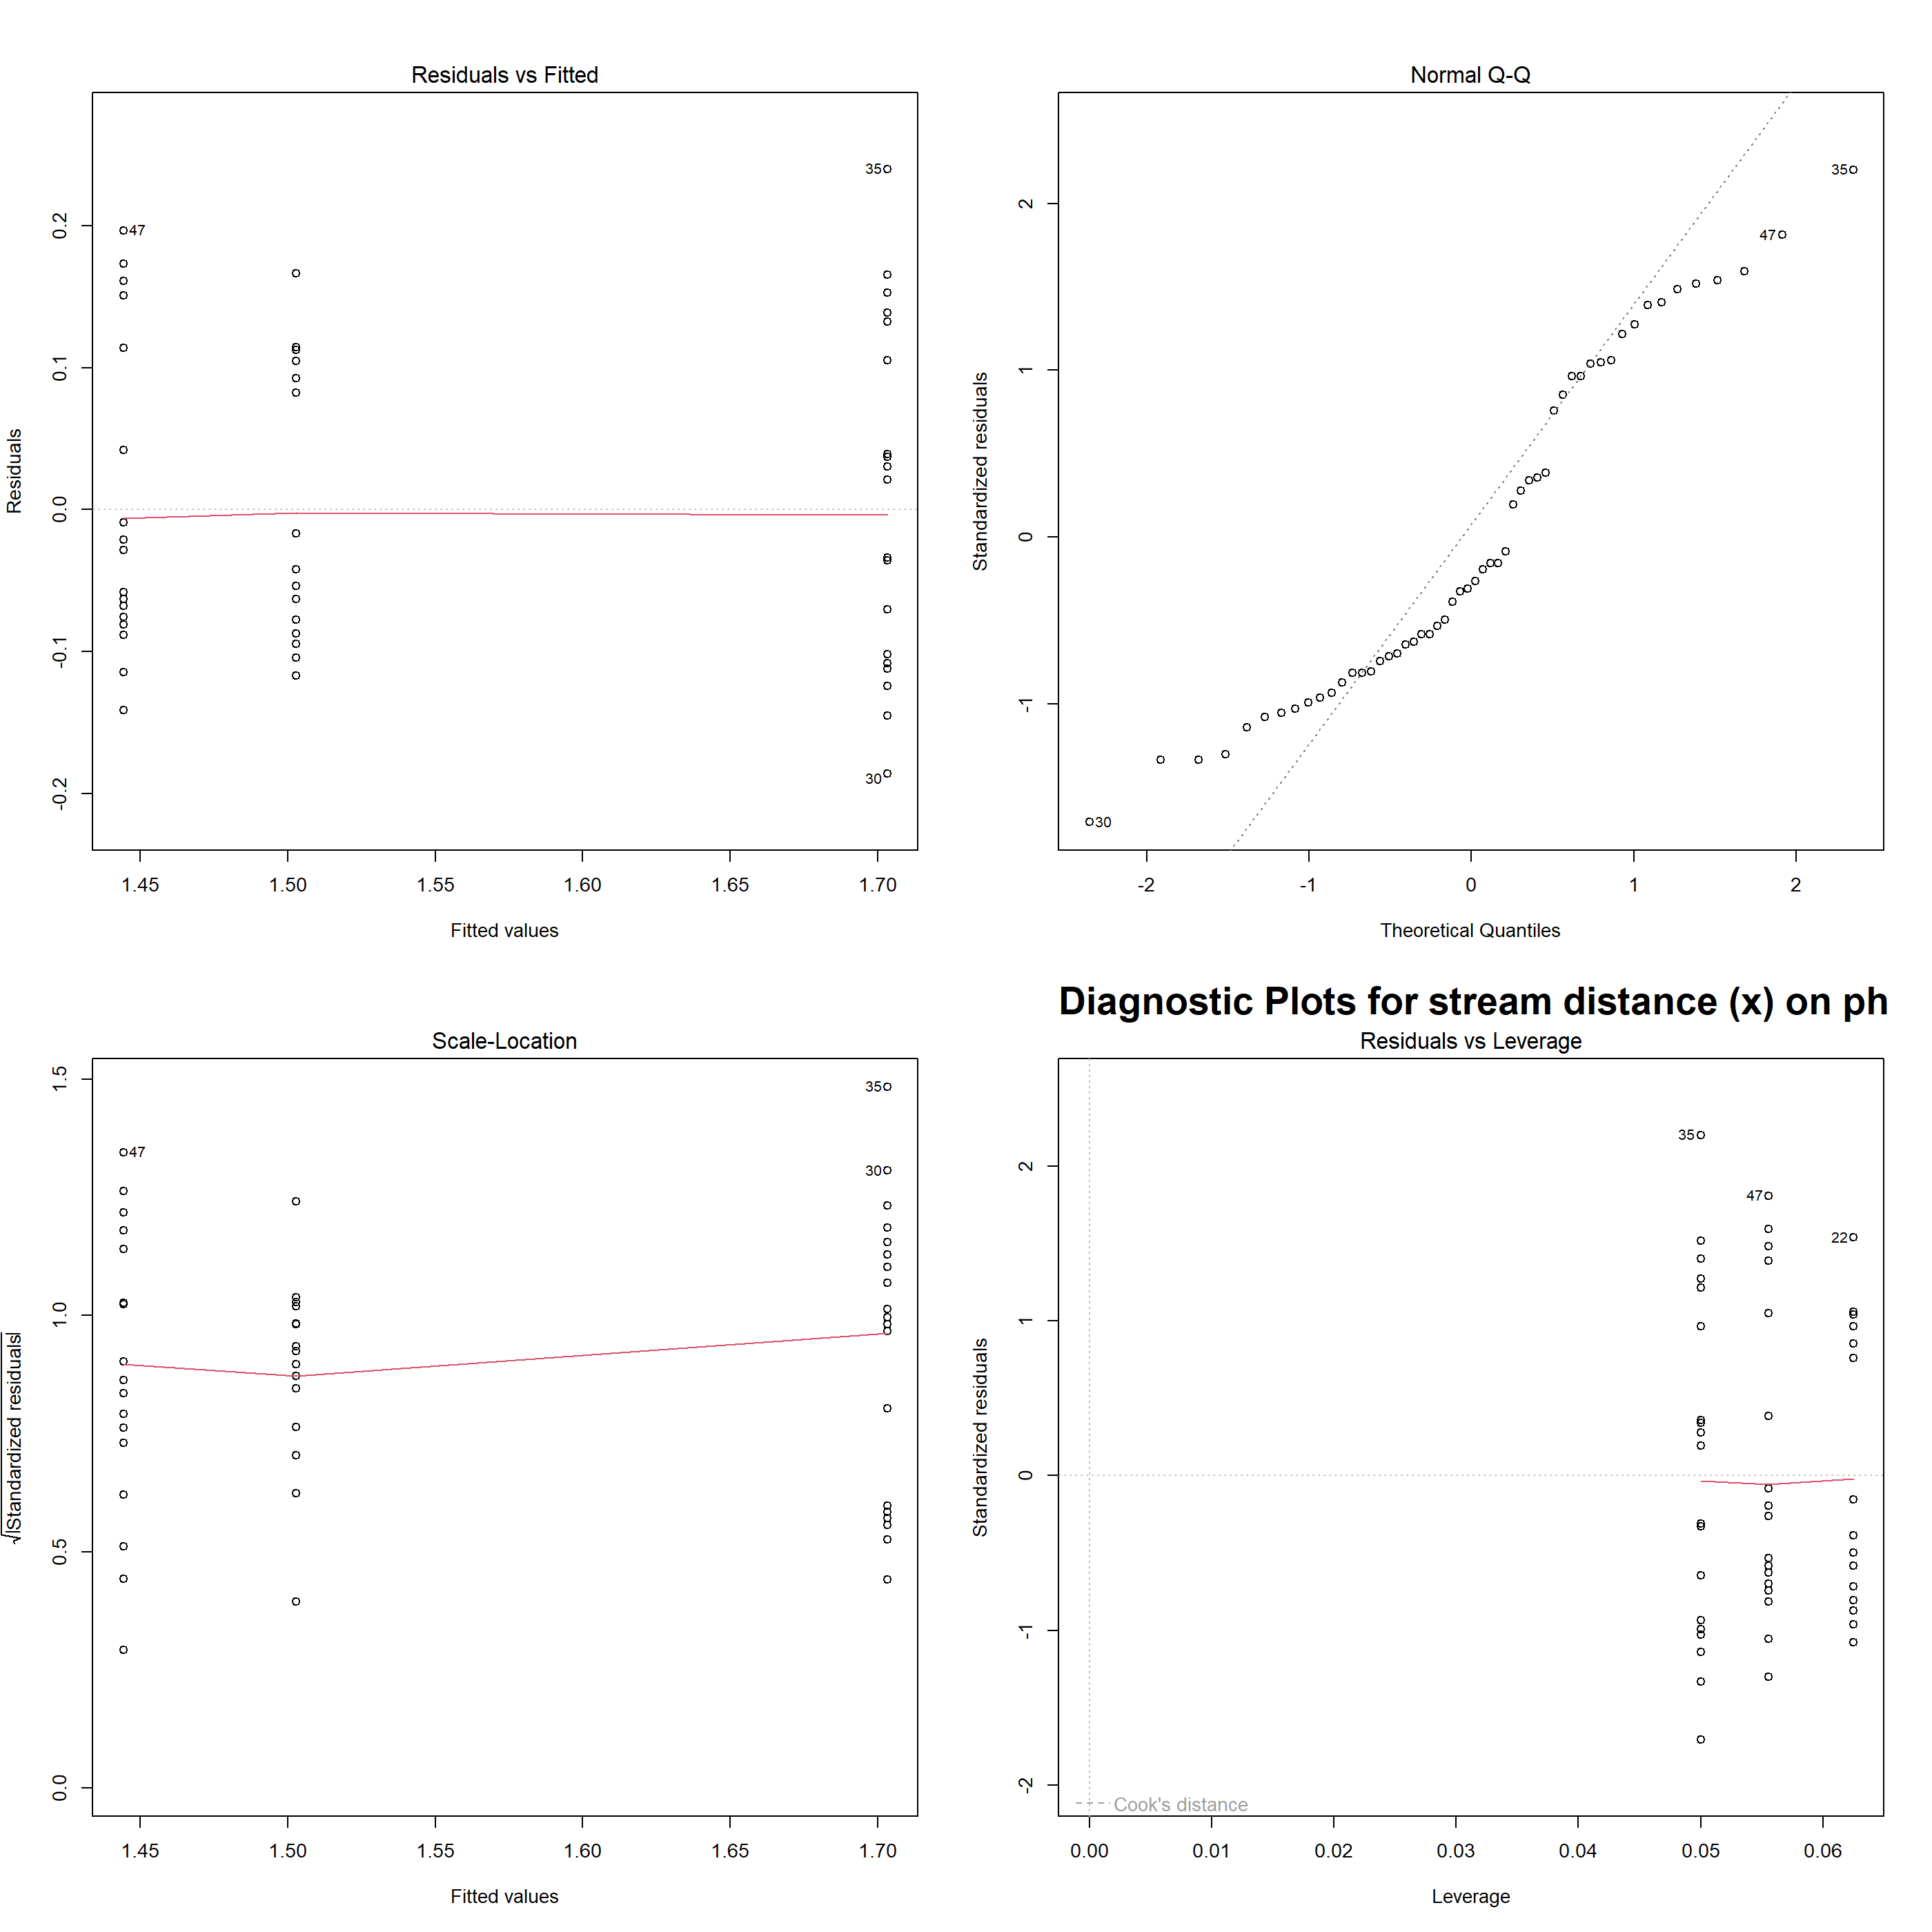 Residuals vs Fitted
35
47
30
0.2
0.1
0.0
-0.1
-0.2
Residuals
1.45 1.50 1.55 1.60 1.65 1.70
Fitted values
Normal Q-Q
35
47
30
2
1
0
-1
Standardized residuals
-2 -1 0 1 2
Theoretical Quantiles
Scale-Location
35
47
30
1.5
1.0
0.5
0.0
√|Standardized residuals|
1.45 1.50 1.55 1.60 1.65 1.70
Fitted values
Diagnostic Plots for stream distance (x) on ph
Residuals vs Leverage
35
47
22
2
1
0
-1
-2
Standardized residuals
Cook's distance
0.00 0.01 0.02 0.03 0.04 0.05 0.06
Leverage